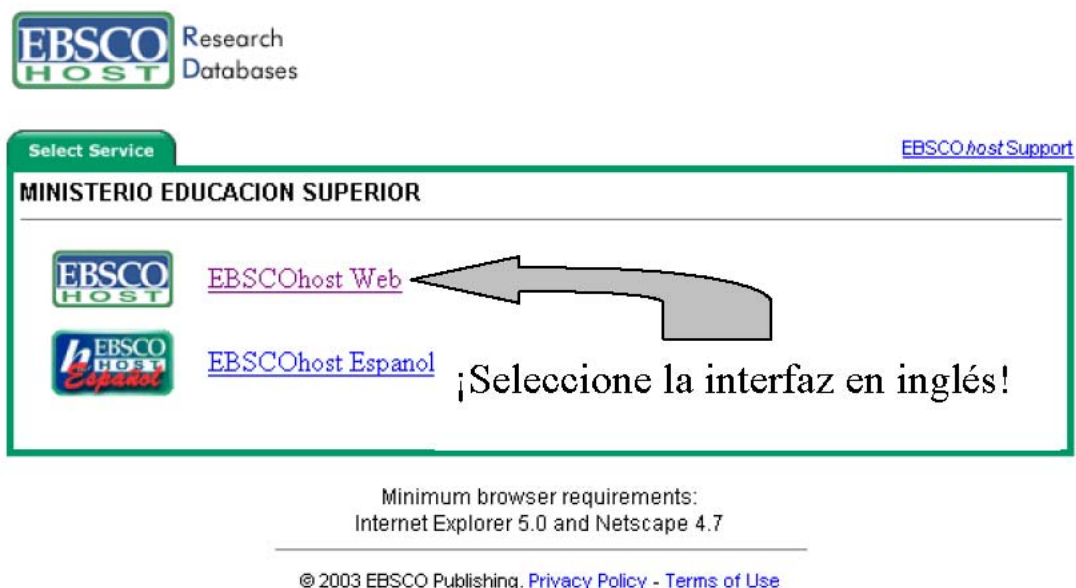 EBSCO Research
HOST Databases
Select Service
EBSCOhost Support
MINISTERIO EDUCACION SUPERIOR
EBSCO
HOST
EBSCOhost Web
h EBSCO
HOST
Español
EBSCOhost Espanol
¡Seleccione la interfaz en inglés!
Minimum browser requirements:
Internet Explorer 5.0 and Netscape 4.7
© 2003 EBSCO Publishing. Privacy Policy - Terms of Use